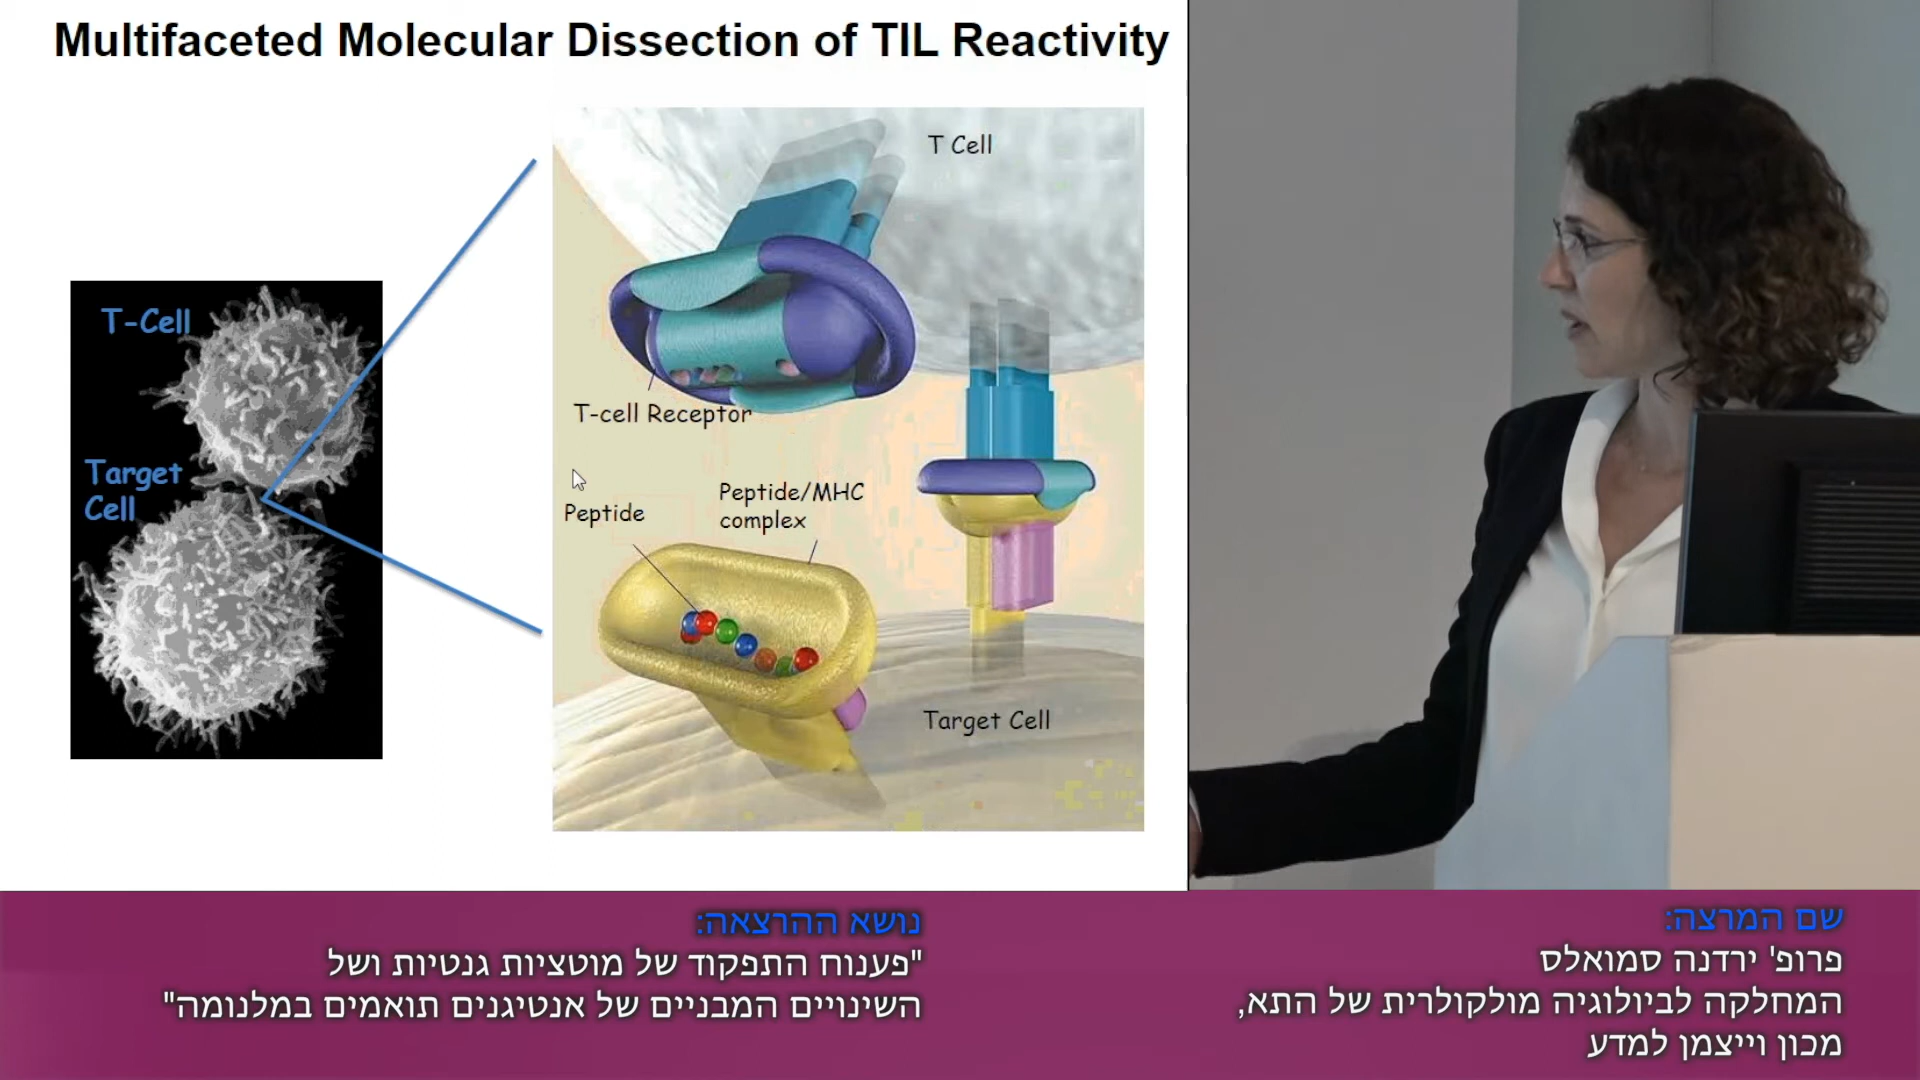 Multifaceted Molecular Dissection of TIL Reactivity
T-Cell
Target
Cell
T Cell
T-cell Receptor
Peptide
Peptide/MHC
complex
Target Cell
שם המרצה:
פרופ' ירדנה סמואלס
המחלקה לביולוגיה מולקולרית של התא,
מכון וייצמן למדע
נושא ההרצאה:
"פענוח התפקוד של מוטציות גנטיות ושל
השינויים המבניים של אנטיגנים תואמים במלנומה"